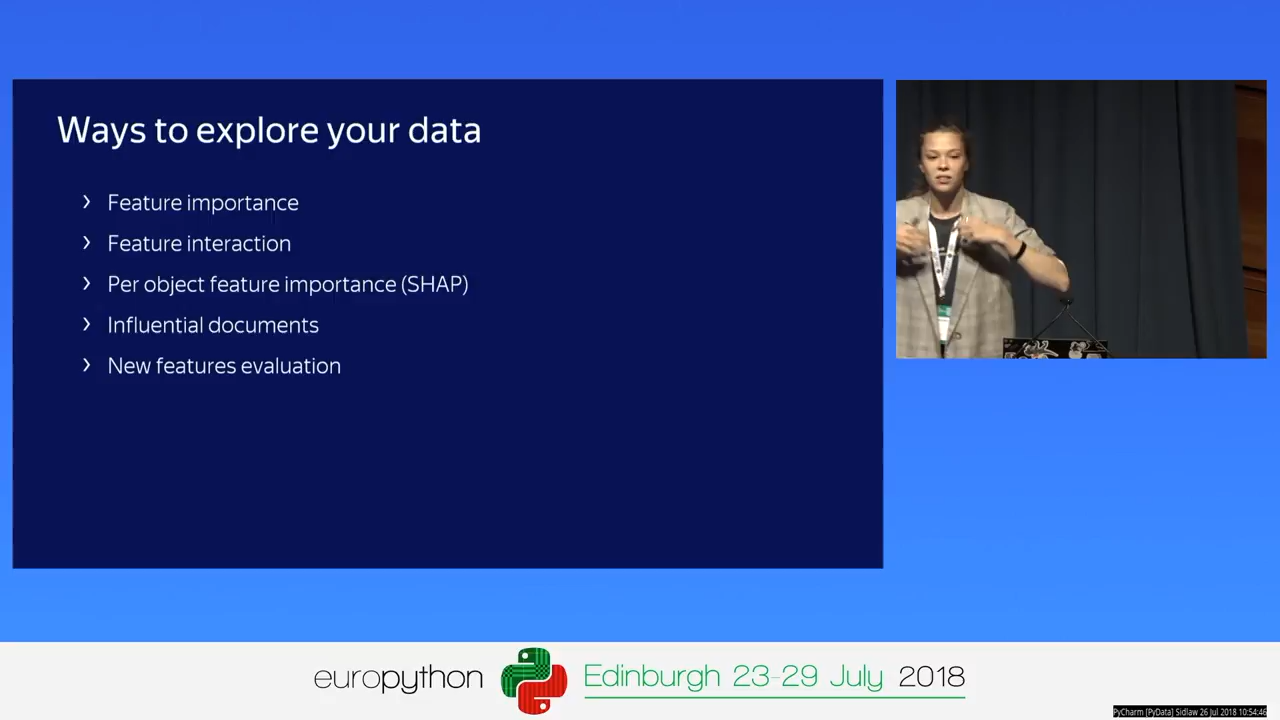 Ways to explore your data
› Feature importance
› Feature interaction
› Per object feature importance (SHAP)
› Influential documents
› New features evaluation
europython Edinburgh 23-29 July 2018
PyCharm [PyData] Sidlaw 26 Jul 2018 10:54:46